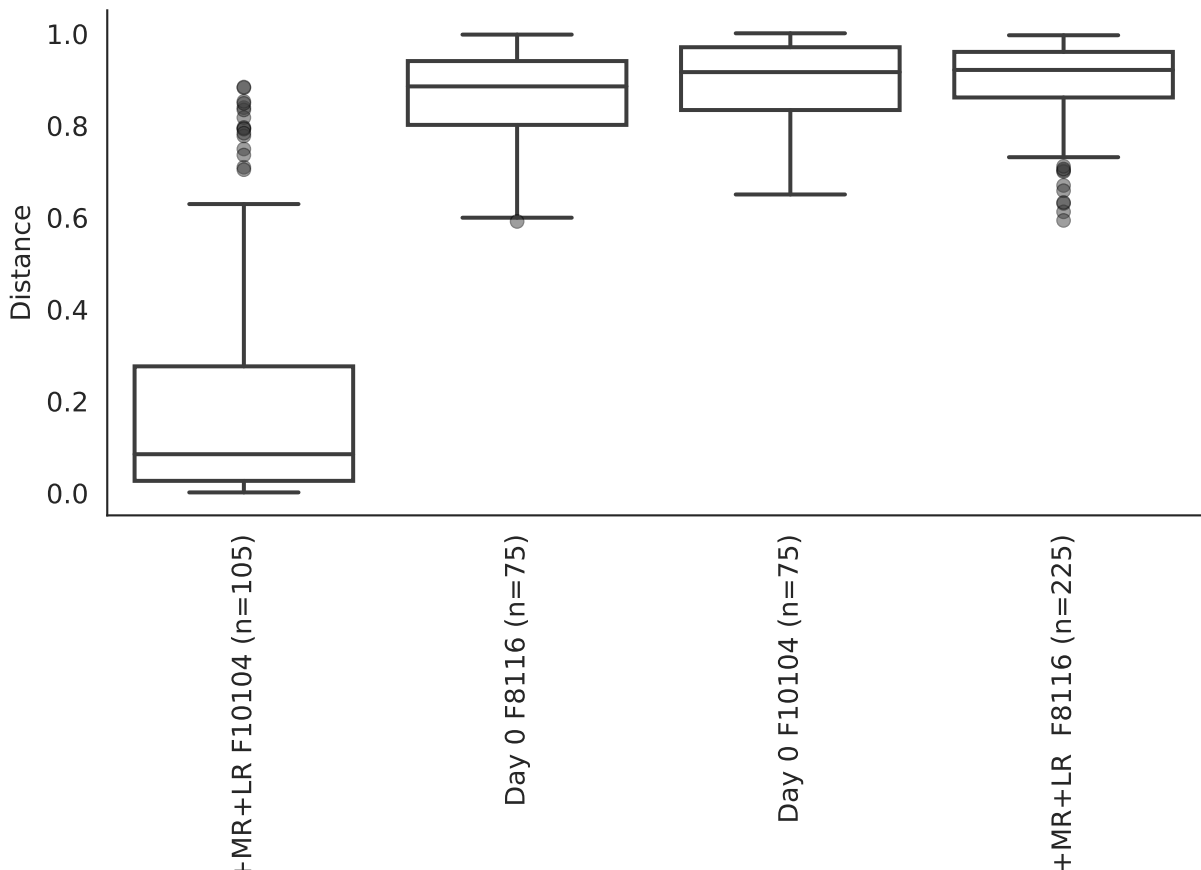 1.0
0.8
0.6
0.4
0.2
0.0
Distance
+MR+LR F10104 (n=105)
Day 0 F8116 (n=75)
Day 0 F10104 (n=75)
+MR+LR  F8116 (n=225)